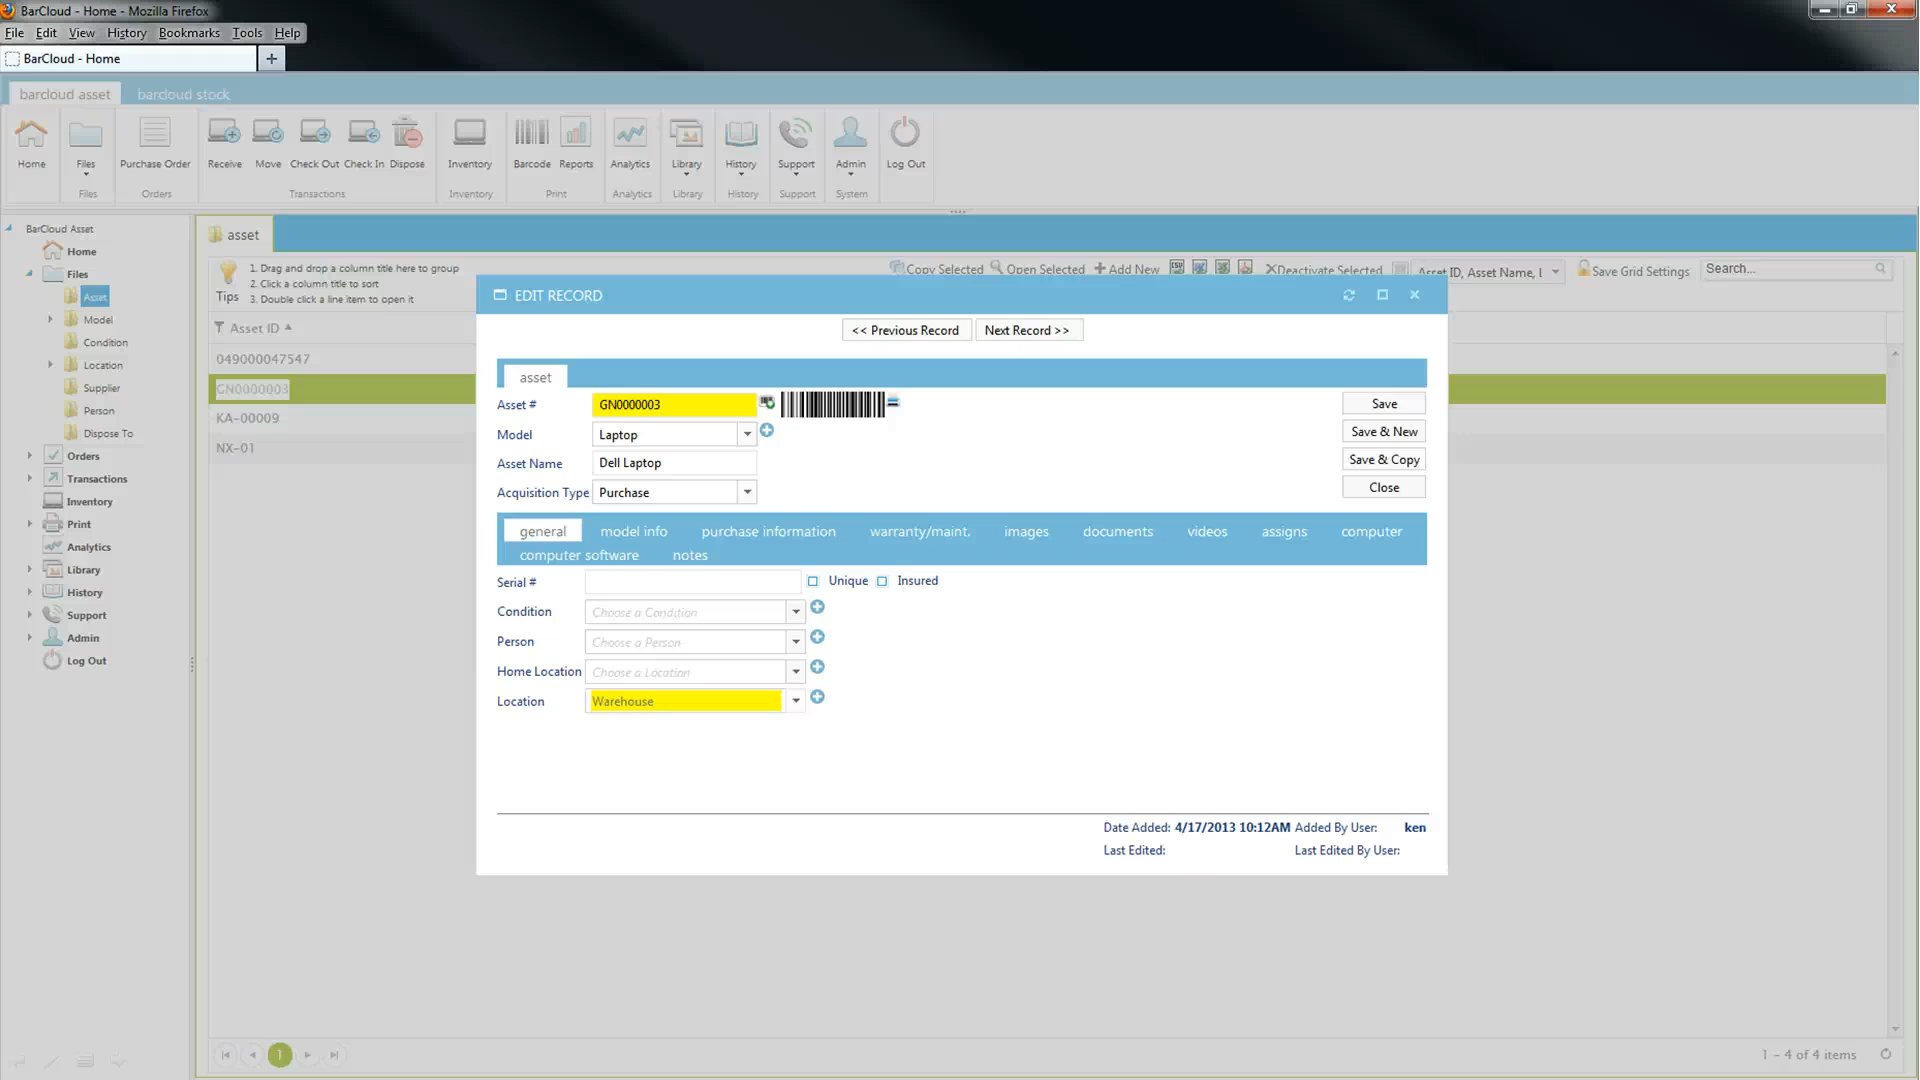 BarCloud - Home - Mozilla Firefox
File Edit View History Bookmarks Tools Help
BarCloud - Home +
barcloud asset barcloud stock
Home Files Purchase Order Receive Move Check Out Check In Dispose Inventory Barcode Reports Analytics Library History Support Admin Log Out
Files Orders Transactions Inventory Print Analytics Library History Support System
BarCloud Asset
Home
Files
Asset
Model
Condition
Location
Supplier
Person
Dispose To
Orders
Transactions
Inventory
Print
Analytics
Library
History
Support
Admin
Log Out
asset
Tips
1. Drag and drop a column title here to group
2. Click a column title to sort
3. Double click a line item to open it
Copy Selected Open Selected Add New CSV Deactivate Selected Asset ID, Asset Name, L Save Grid Settings Search...
Asset ID
049000047547
GN0000003
KA-00009
NX-01
EDIT RECORD
<< Previous Record Next Record >>
asset
Asset # GN0000003
Model Laptop
Asset Name Dell Laptop
Acquisition Type Purchase
Save
Save & New
Save & Copy
Close
general model info purchase information warranty/maint. images documents videos assigns computer
computer software notes
Serial # Unique Insured
Condition Choose a Condition
Person Choose a Person
Home Location Choose a Location
Location Warehouse
Date Added: 4/17/2013 10:12AM Added By User: ken
Last Edited: Last Edited By User:
1
1 - 4 of 4 items